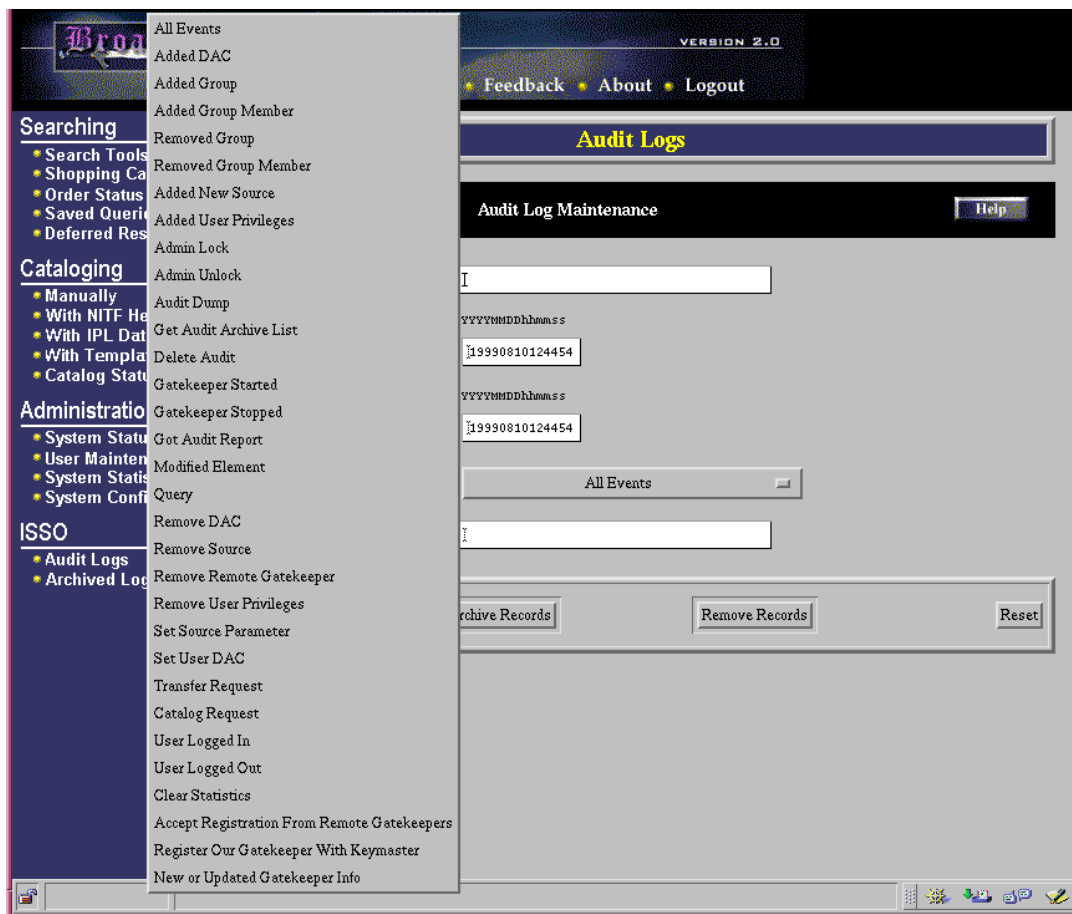 Broa
VERSION 2.0
Feedback About Logout
Searching
Search Tools
Shopping Ca
Order Status
Saved Queri
Deferred Res
Cataloging
Manually
With NITF He
With IPL Dat
With Templa
Catalog Statu
Administratio
System Statu
User Mainten
System Statis
System Confi
ISSO
Audit Logs
Archived Log
All Events
Added DAC
Added Group
Added Group Member
Removed Group
Removed Group Member
Added New Source
Added User Privileges
Admin Lock
Admin Unlock
Audit Dump
Get Audit Archive List
Delete Audit
Gatekeeper Started
Gatekeeper Stopped
Got Audit Report
Modified Element
Query
Remove DAC
Remove Source
Remove Remote Gatekeeper
Remove User Privileges
Set Source Parameter
Set User DAC
Transfer Request
Catalog Request
User Logged In
User Logged Out
Clear Statistics
Accept Registration From Remote Gatekeepers
Register Our Gatekeeper With Keymaster
New or Updated Gatekeeper Info
Audit Logs
Audit Log Maintenance
Help
YYYYMMDDhhmmss
19990810124454
YYYYMMDDhhmmss
19990810124454
All Events
rchive Records
Remove Records
Reset